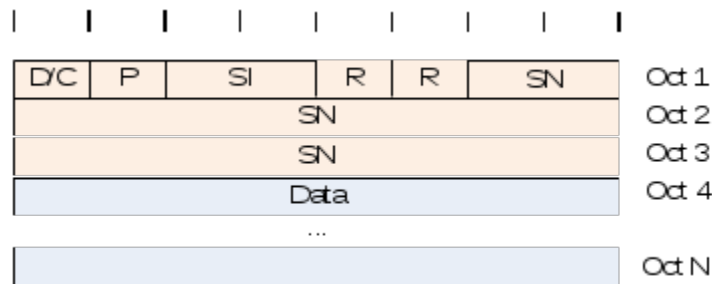 D/C P SI R R SN Oct 1
SN Oct 2
SN Oct 3
Data Oct 4
...
Oct N